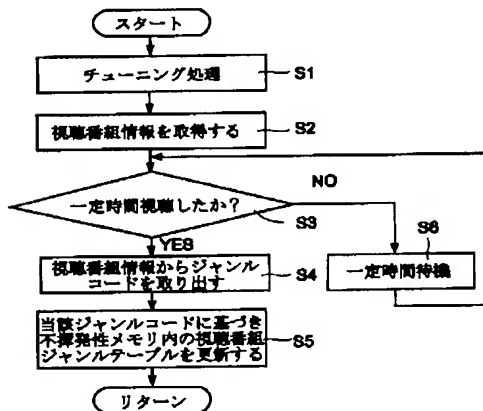 スタート
チューニング処理
S1
視聴番組情報を取得する
S2
一定時間視聴したか?
S3
NO
YES
S6
一定時間待機
視聴番組情報からジャンル
コードを取り出す
S4
当該ジャンルコードに基づき
不揮発性メモリ内の視聴番組
ジャンルテーブルを更新する
S5
リターン